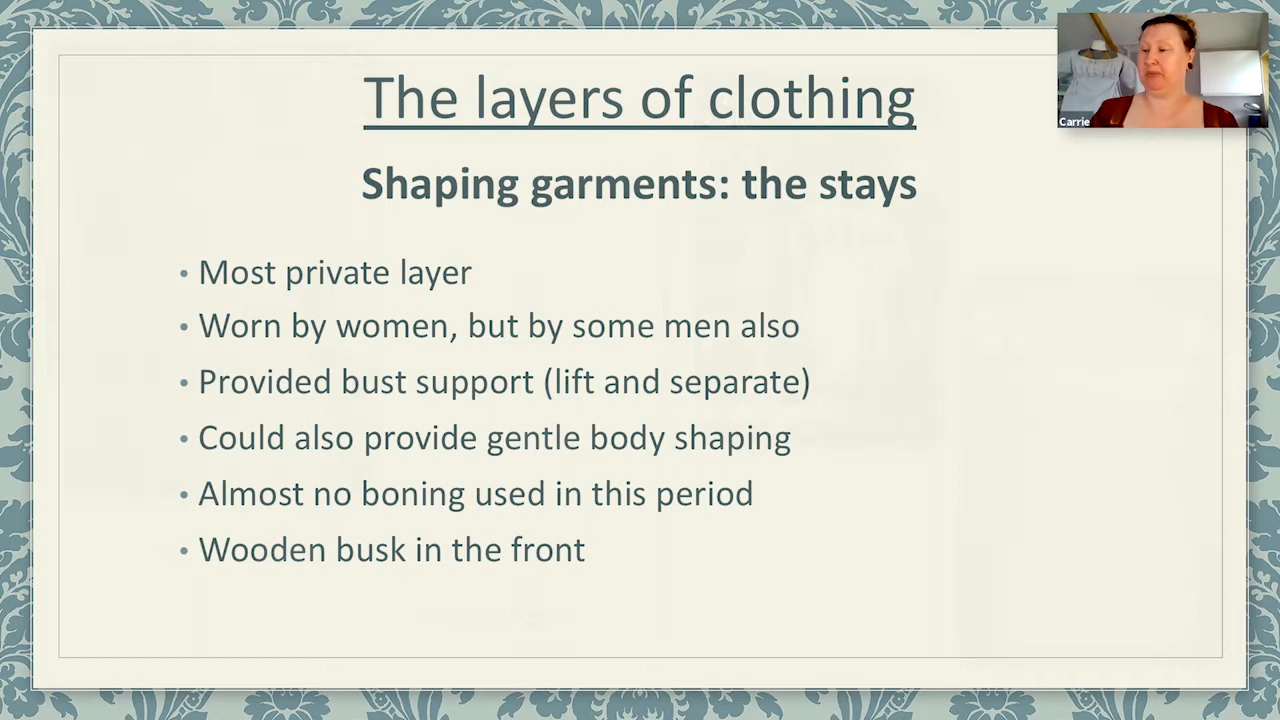 The layers of clothing
Carrie
Shaping garments: the stays
• Most private layer
• Worn by women, but by some men also
• Provided bust support (lift and separate)
• Could also provide gentle body shaping
• Almost no boning used in this period
• Wooden busk in the front